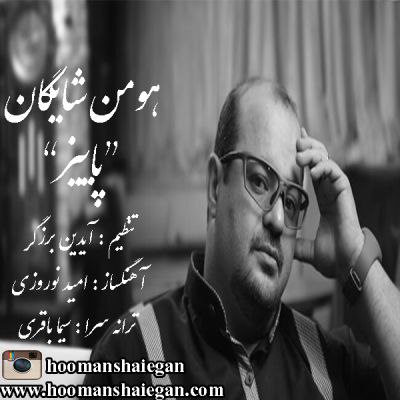 هومن شایگان
"پاییز"
تنظیم : آیدین برزگر
آهنگساز : امید نوروزی
ترانه سرا : سیما باقری
hoomanshaiegan
www.hoomanshaiegan.com